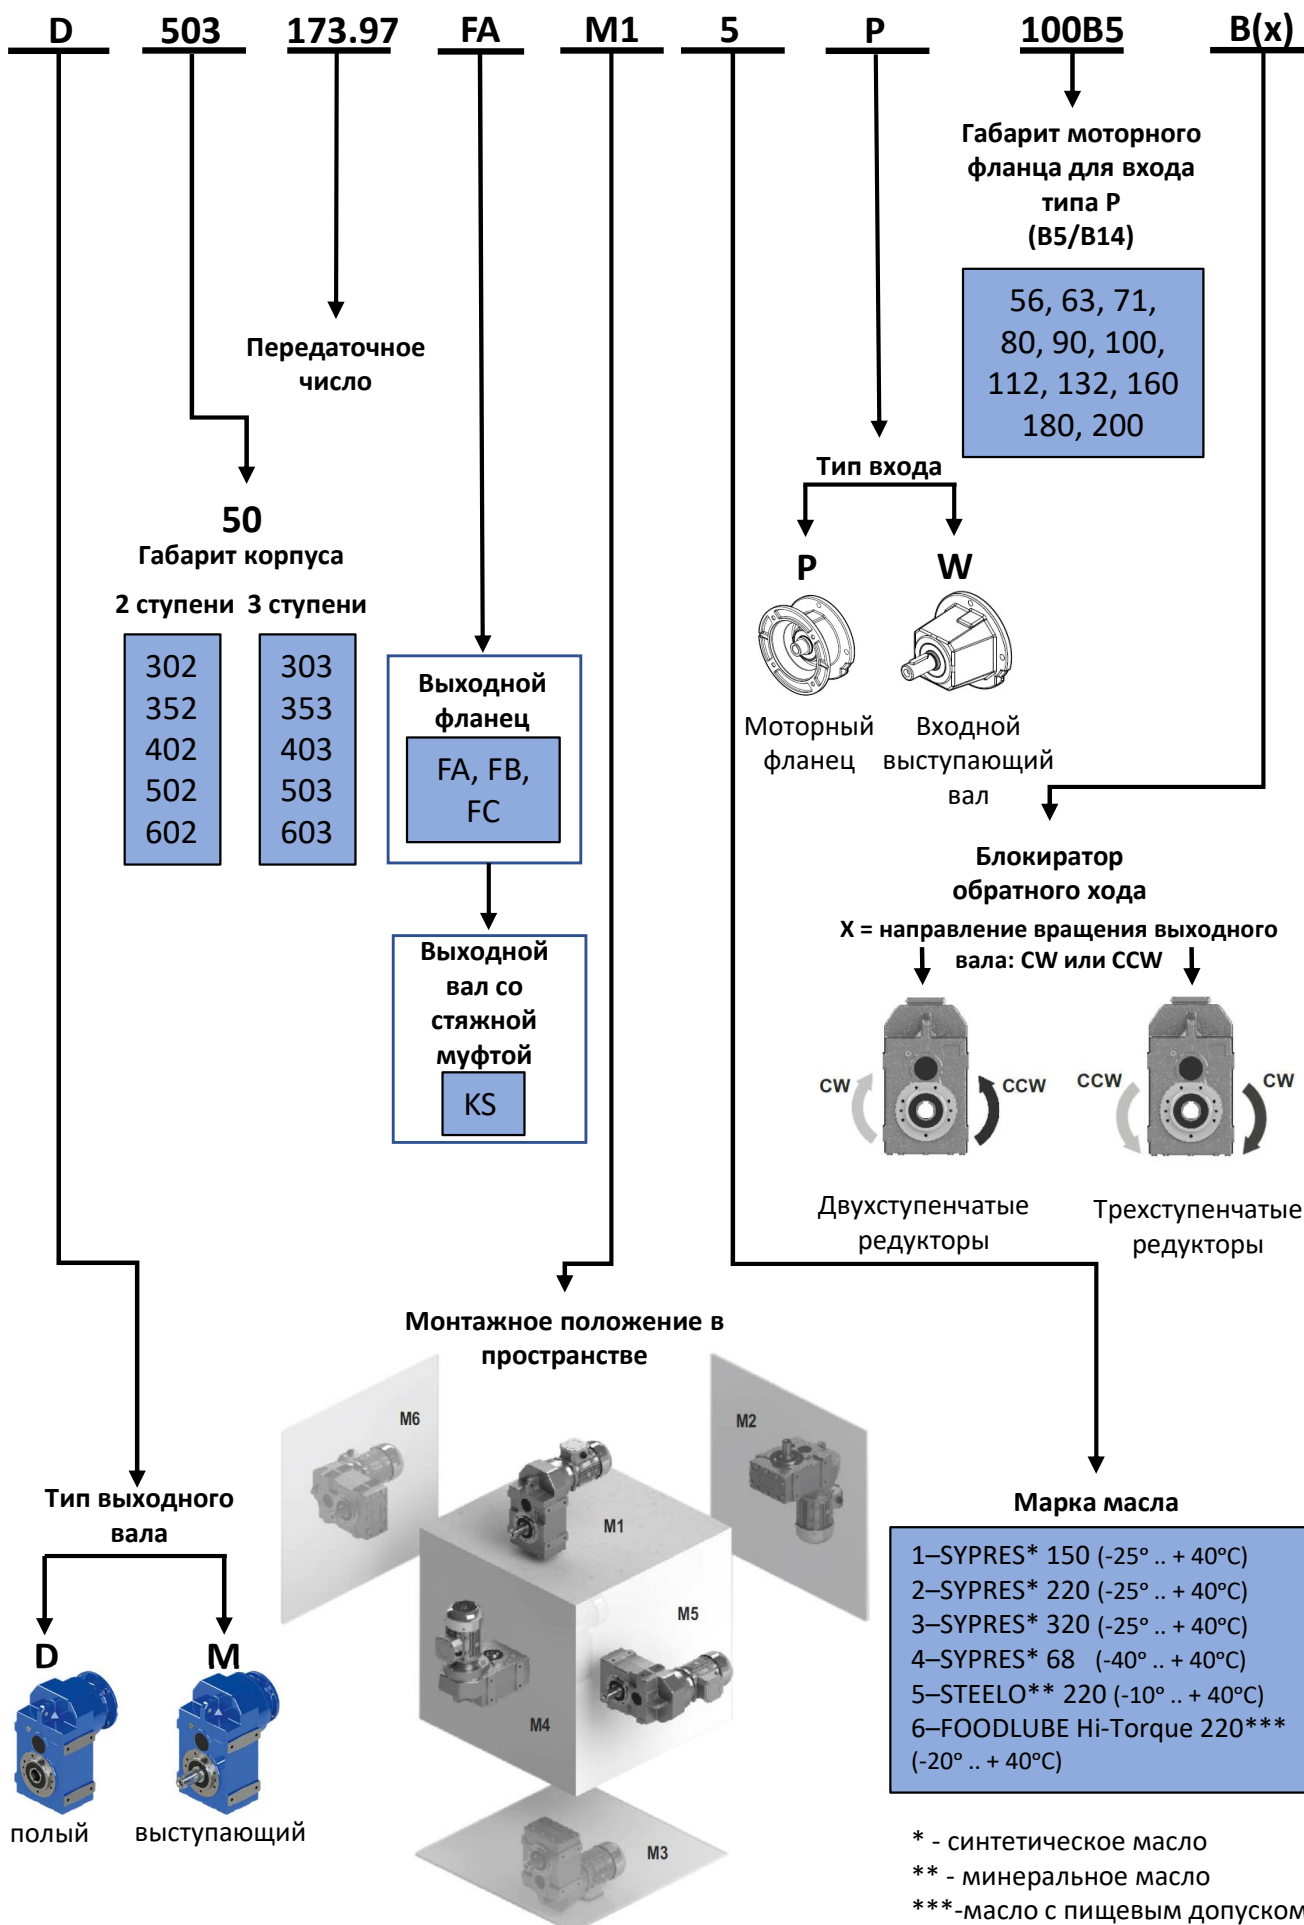 D 503 173.97 FA M1 5 P 100B5 B(x)
Габарит моторного
фланца для входа
типа P
(B5/B14)
56, 63, 71,
80, 90, 100,
112, 132, 160
180, 200
Передаточное
число
Тип входа
P W
Моторный
фланец
Входной
выступающий
вал
50
Габарит корпуса
2 ступени 3 ступени
302 303
352 353
402 403
502 503
602 603
Выходной
фланец
FA, FB,
FC
Выходной
вал со
стяжной
муфтой
KS
Блокиратор
обратного хода
X = направление вращения выходного
вала: CW или CCW
CW CCW CCW CW
Двухступенчатые
редукторы
Трехступенчатые
редукторы
Монтажное положение в
пространстве
M6
M2
M1
M5
M4
M3
Тип выходного
вала
D M
полый выступающий
Марка масла
1–SYPRES* 150 (-25° .. + 40°C)
2–SYPRES* 220 (-25° .. + 40°C)
3–SYPRES* 320 (-25° .. + 40°C)
4–SYPRES* 68 (-40° .. + 40°C)
5–STEELO** 220 (-10° .. + 40°C)
6–FOODLUBE Hi-Torque 220***
(-20° .. + 40°C)
* - синтетическое масло
** - минеральное масло
***-масло с пищевым допуском